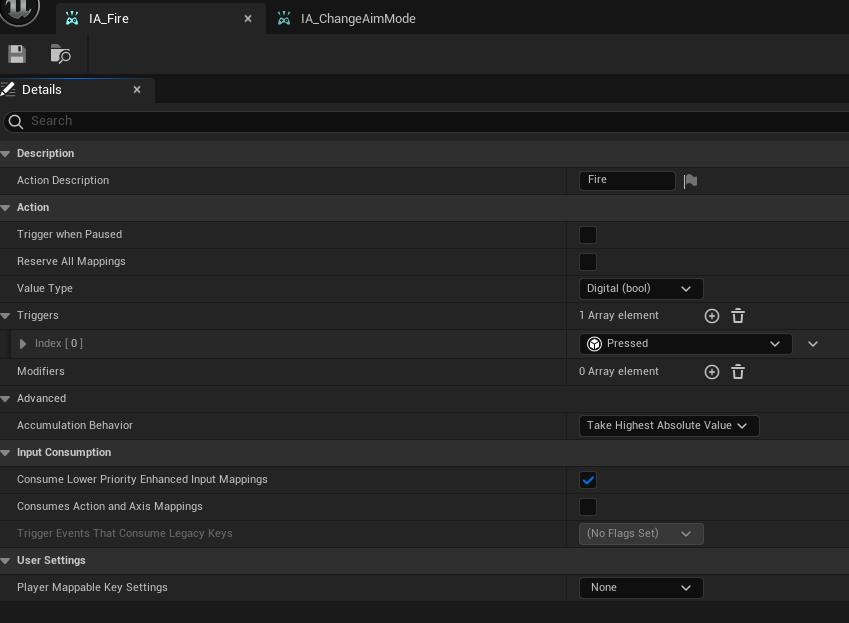 IA_Fire
IA_ChangeAimMode
Details
Search
Description
Action Description Fire
Action
Trigger when Paused
Reserve All Mappings
Value Type Digital (bool)
Triggers 1 Array element
Index [ 0 ] Pressed
Modifiers 0 Array element
Advanced
Accumulation Behavior Take Highest Absolute Value
Input Consumption
Consume Lower Priority Enhanced Input Mappings
Consumes Action and Axis Mappings
Trigger Events That Consume Legacy Keys (No Flags Set)
User Settings
Player Mappable Key Settings None